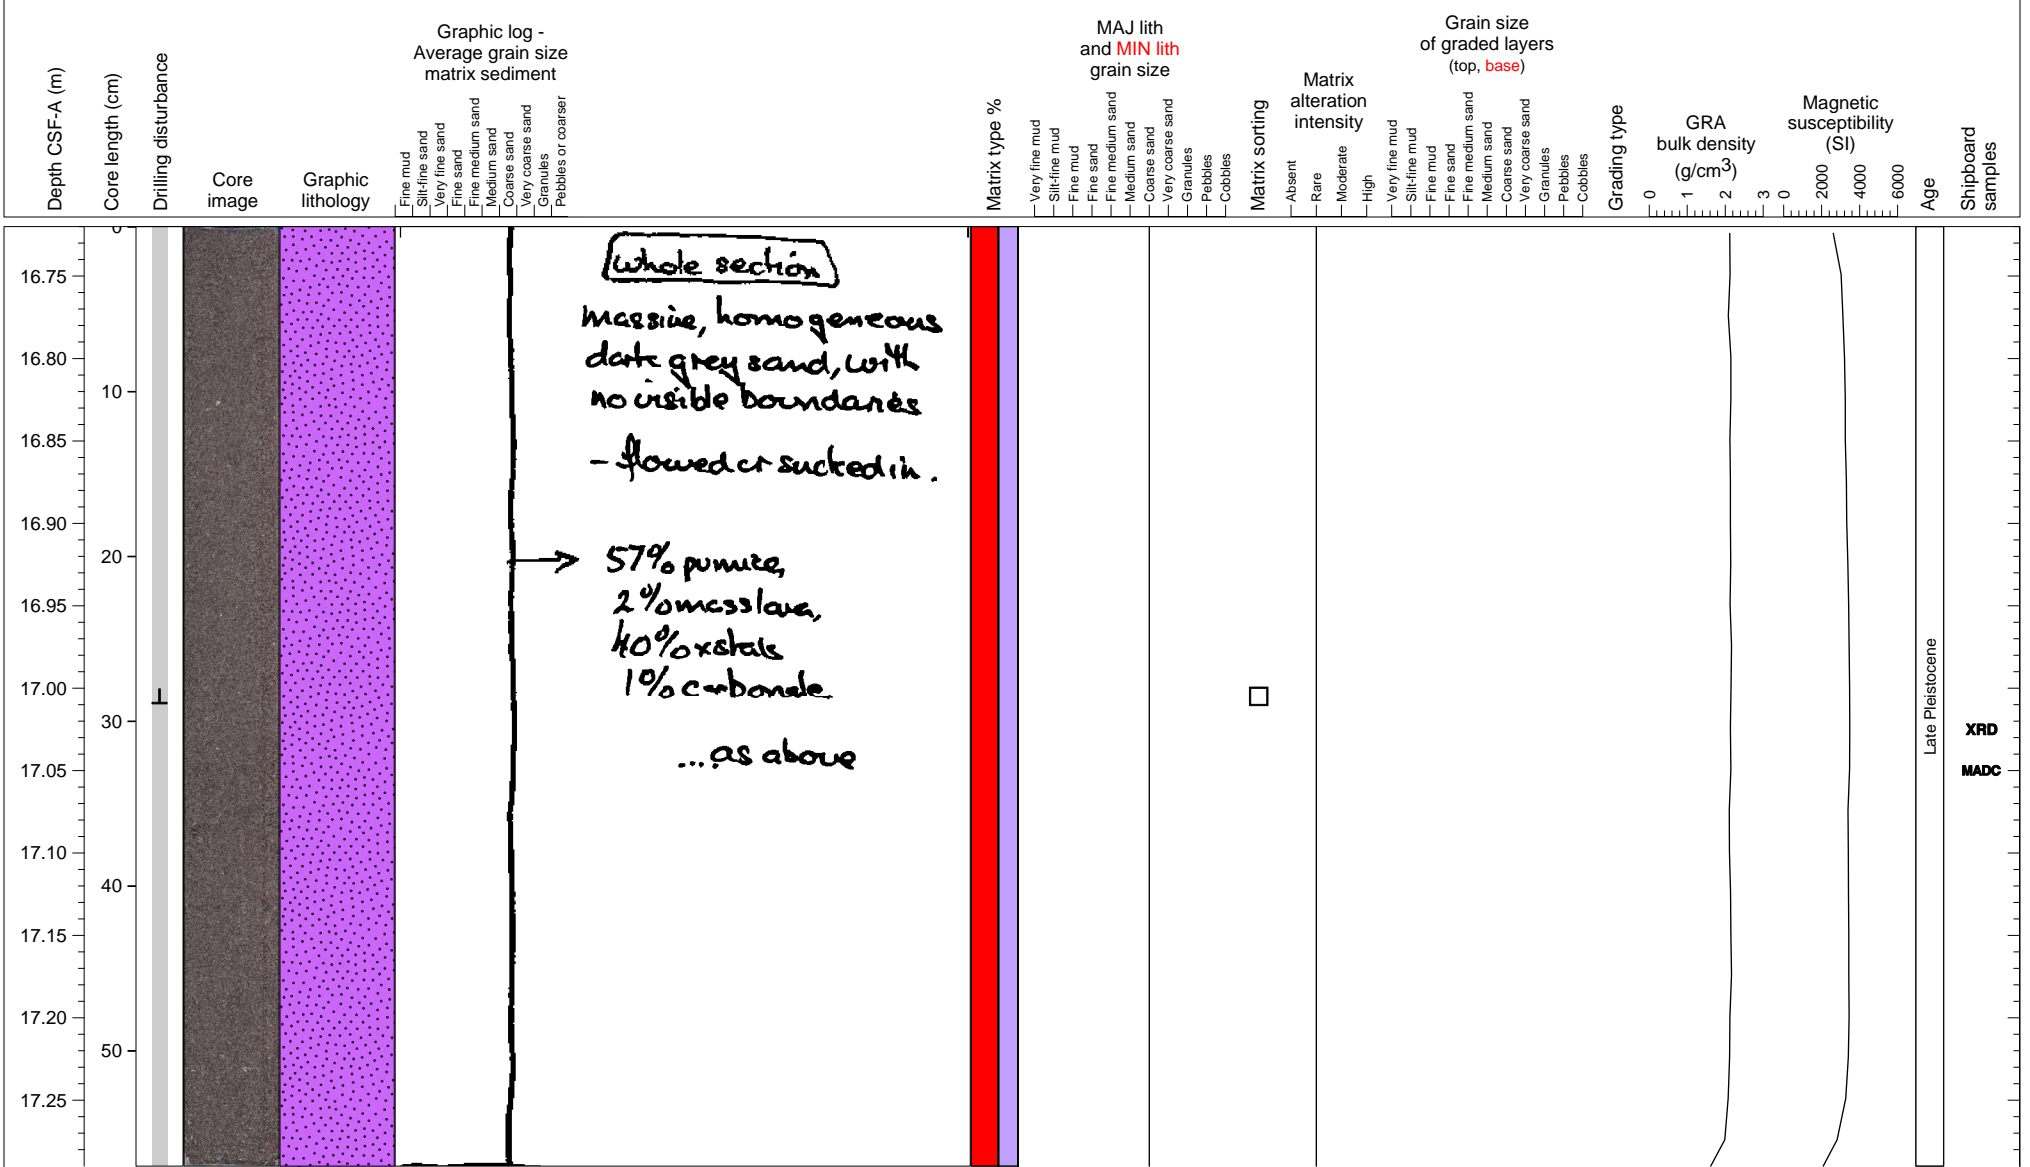 Depth CSF-A (m)
Core length (cm)
Drilling disturbance
Core
image
Graphic
lithology
Graphic log -
Average grain size
matrix sediment
Fine mud
Silt-fine sand
Very fine sand
Fine sand
Fine medium sand
Medium sand
Coarse sand
Very coarse sand
Granules
Pebbles or coarser
Matrix type %
MAJ lith
and MIN lith
grain size
Very fine mud
Silt-fine mud
Fine mud
Fine sand
Fine medium sand
Medium sand
Coarse sand
Very coarse sand
Granules
Pebbles
Cobbles
Matrix sorting
Matrix
alteration
intensity
Absent
Rare
Moderate
High
Grain size
of graded layers
(top, base)
Very fine mud
Silt-fine mud
Fine mud
Fine sand
Fine medium sand
Medium sand
Coarse sand
Very coarse sand
Granules
Pebbles
Cobbles
Grading type
GRA
bulk density
(g/cm3)
0 1 2 3
Magnetic
susceptibility
(SI)
0 2000 4000 6000
Age
Shipboard
samples
16.75
16.80
16.85
16.90
16.95
17.00
17.05
17.10
17.15
17.20
17.25
0
10
20
30
40
50
whole section
massive, homogeneous
dark grey sand, with
no visible boundaries
- flowed or sucked in.
57% pumice,
2% mass lava,
40% xstals
1% carbonate
...as above
Late Pleistocene
XRD
MADC